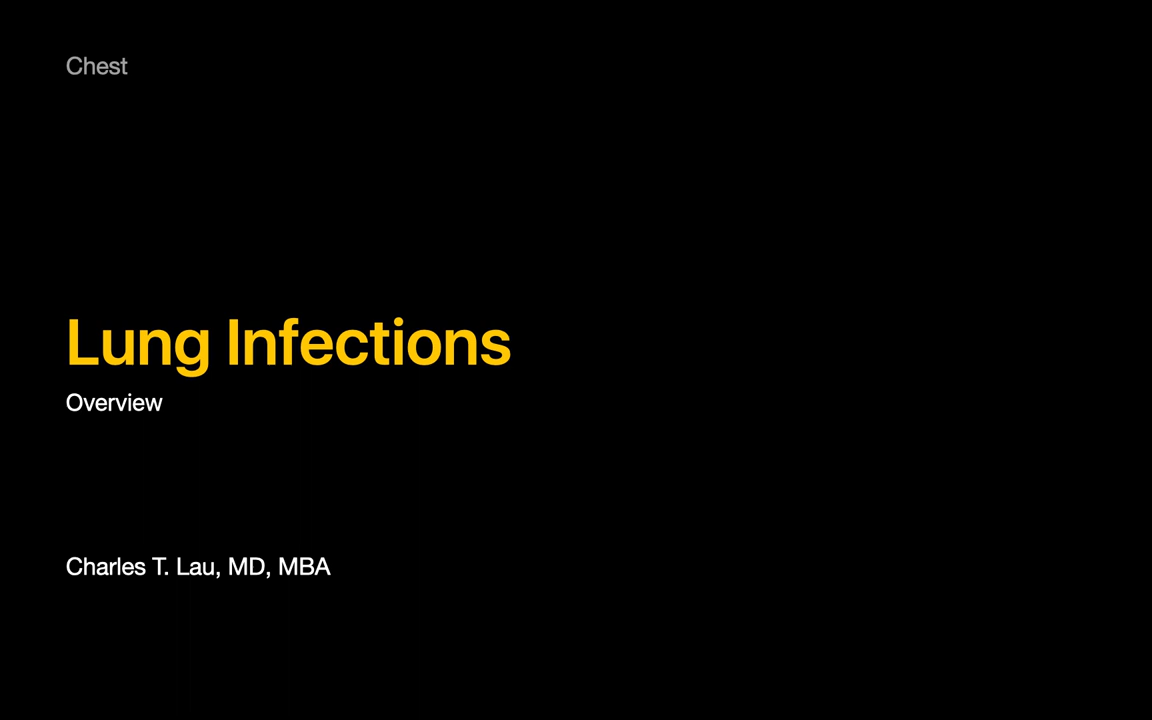 Chest
Lung Infections
Overview
Charles T. Lau, MD, MBA